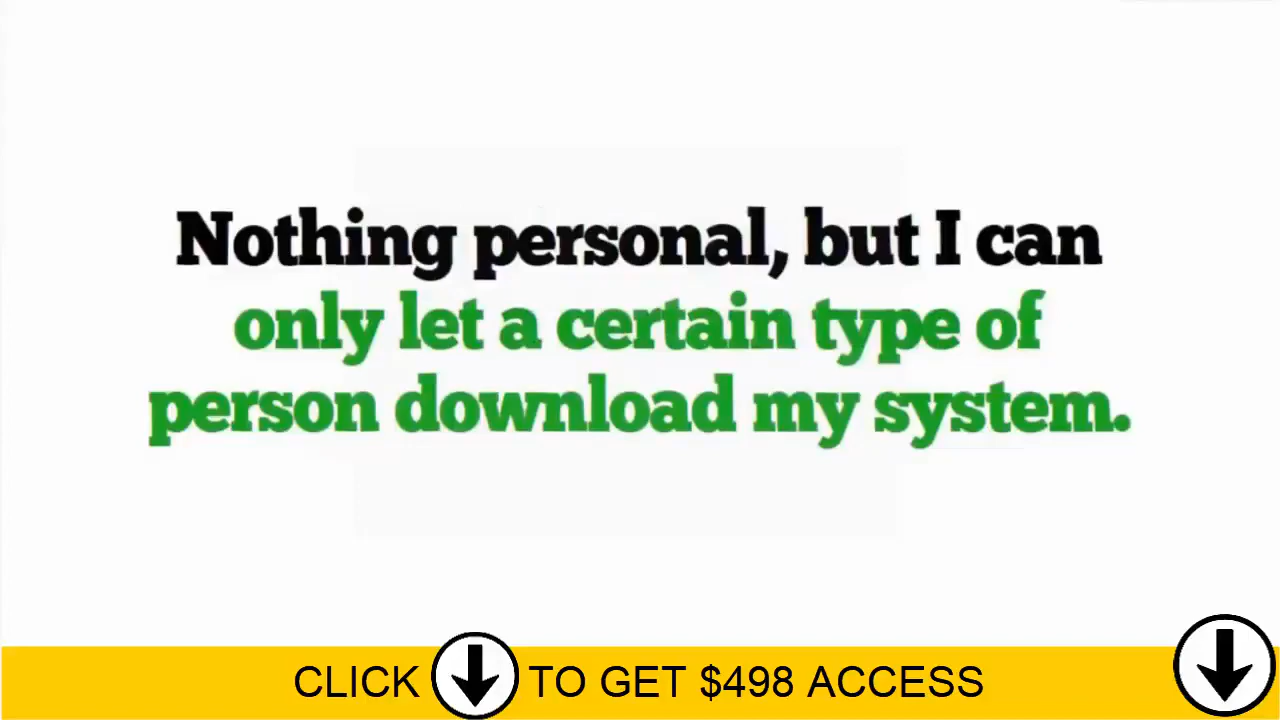 Nothing personal, but I can
only let a certain type of
person download my system.
CLICK TO GET $498 ACCESS